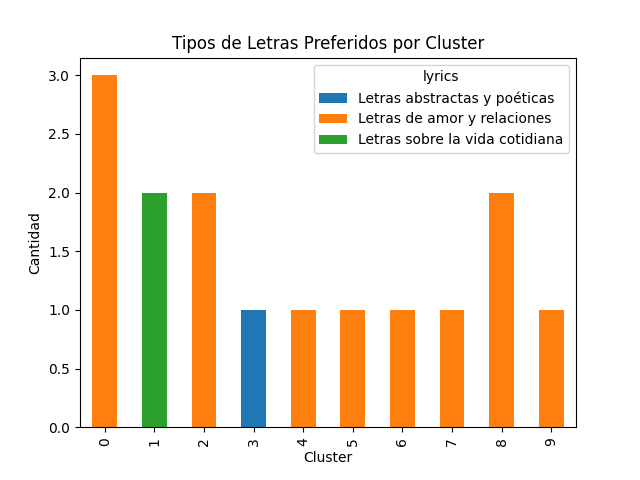 Tipos de Letras Preferidos por Cluster
lyrics
Letras abstractas y poéticas
Letras de amor y relaciones
Letras sobre la vida cotidiana
Cantidad
3.0
2.5
2.0
1.5
1.0
0.5
0.0
0 1 2 3 4 5 6 7 8 9
Cluster